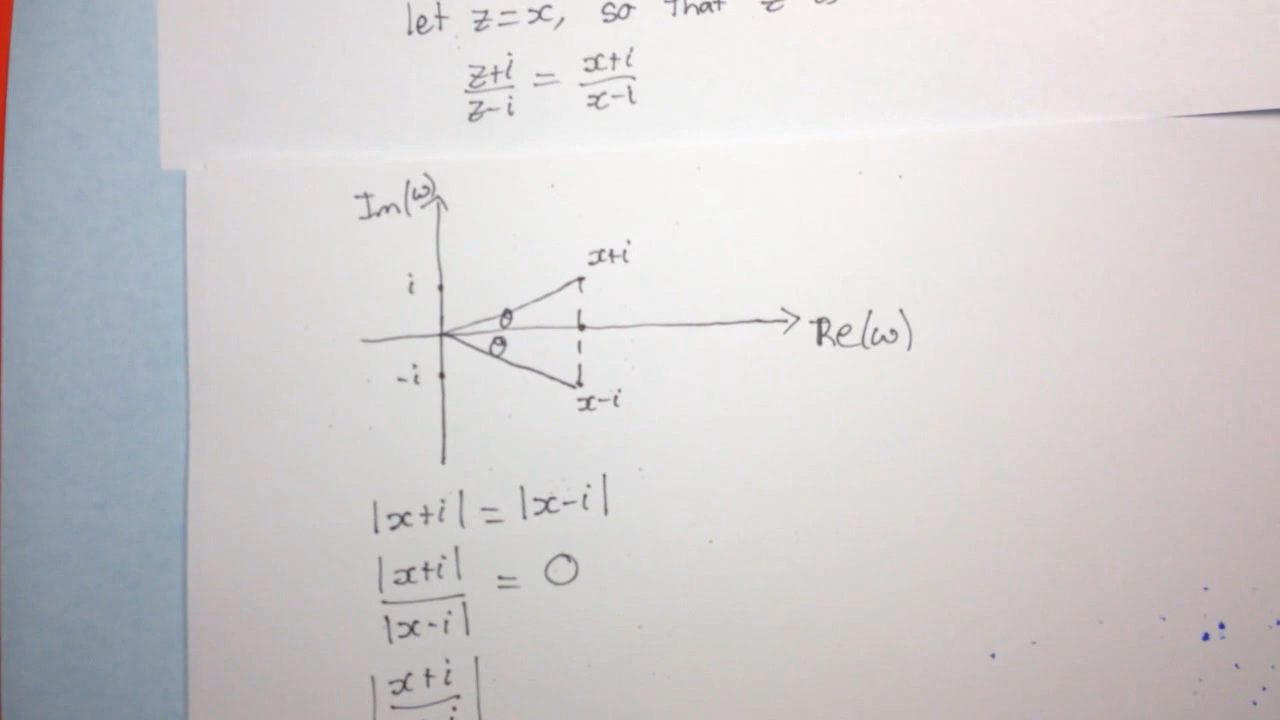 let z=x, so that z
z+i/z-i = x+i/x-i
Im(ω)
x+i
i
θ
Re(ω)
θ
-i
x-i
|x+i| = |x-i|
|x+i|/|x-i| = 0
|x+i